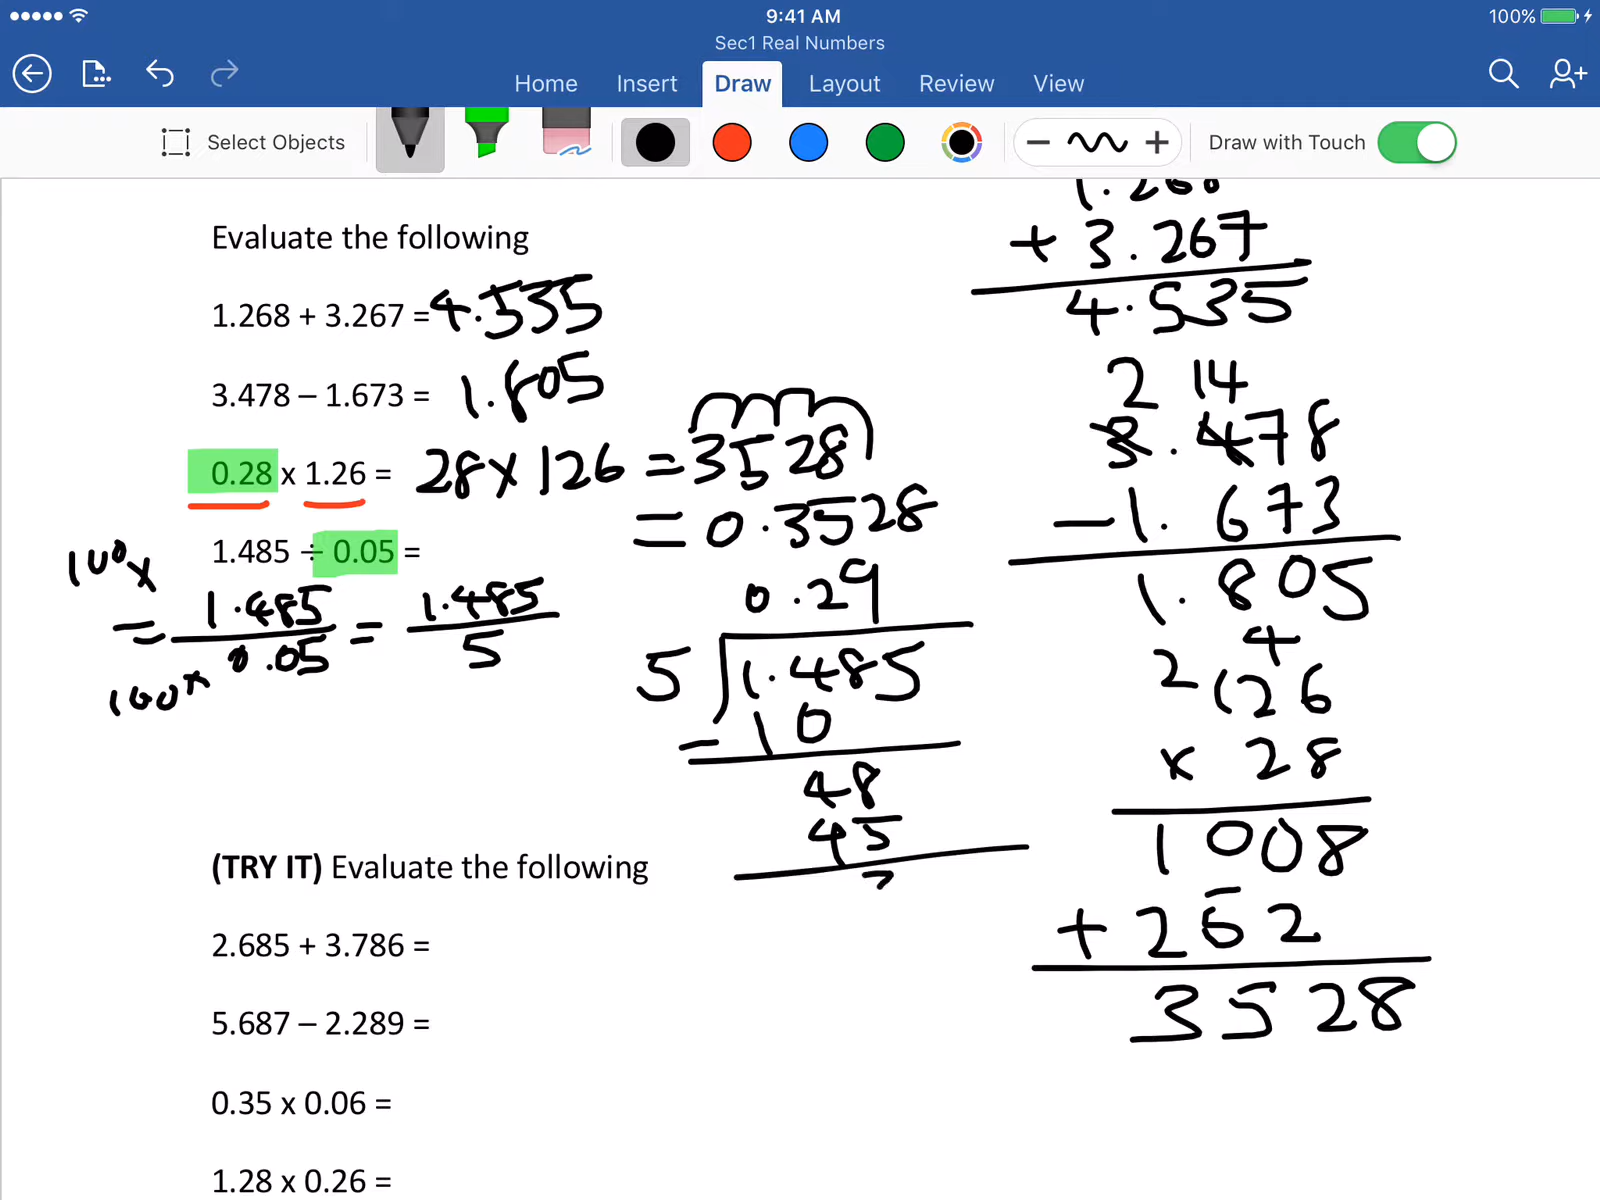 9:41 AM
100%
Sec1 Real Numbers
Home Insert Draw Layout Review View
Select Objects
Draw with Touch
Evaluate the following
1.268 + 3.267 = 4.535
3.478 – 1.673 = 1.805
0.28 x 1.26 = 28 x 126 = 3528
= 0.3528
1.485 ÷ 0.05 =
100x
= 1.485 / 0.05 = 1.485 / 5
100x
0.29
5 1.485
- 10
48
45
3
(TRY IT) Evaluate the following
2.685 + 3.786 =
5.687 – 2.289 =
0.35 x 0.06 =
1.28 x 0.26 =
1.268
+ 3.267
4.535
2 14
3.478
- 1.673
1.805
4
2 126
x 28
1008
+ 252
3528